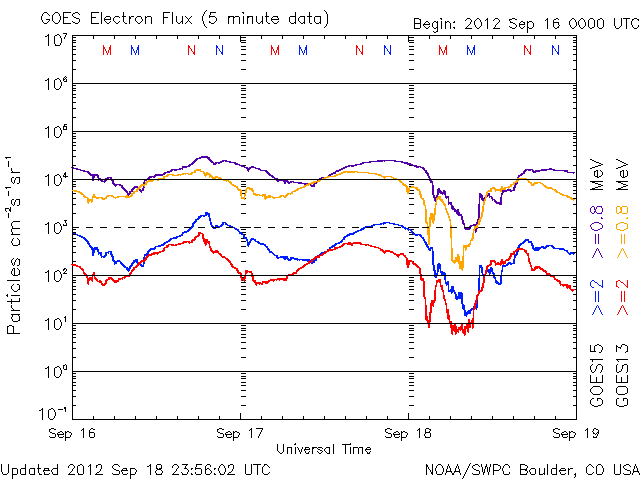 GOES Electron Flux (5 minute data)
Begin: 2012 Sep 16 0000 UTC
M M N N M M N N M M N N
10⁷
10⁶
10⁵
10⁴
10³
10²
10¹
10⁰
10⁻¹
Particles cm⁻²s⁻¹sr⁻¹
GOES15 >=2 >=0.8 MeV
GOES13 >=2 >=0.8 MeV
Sep 16 Sep 17 Sep 18 Sep 19
Universal Time
Updated 2012 Sep 18 23:56:02 UTC
NOAA/SWPC Boulder, CO USA